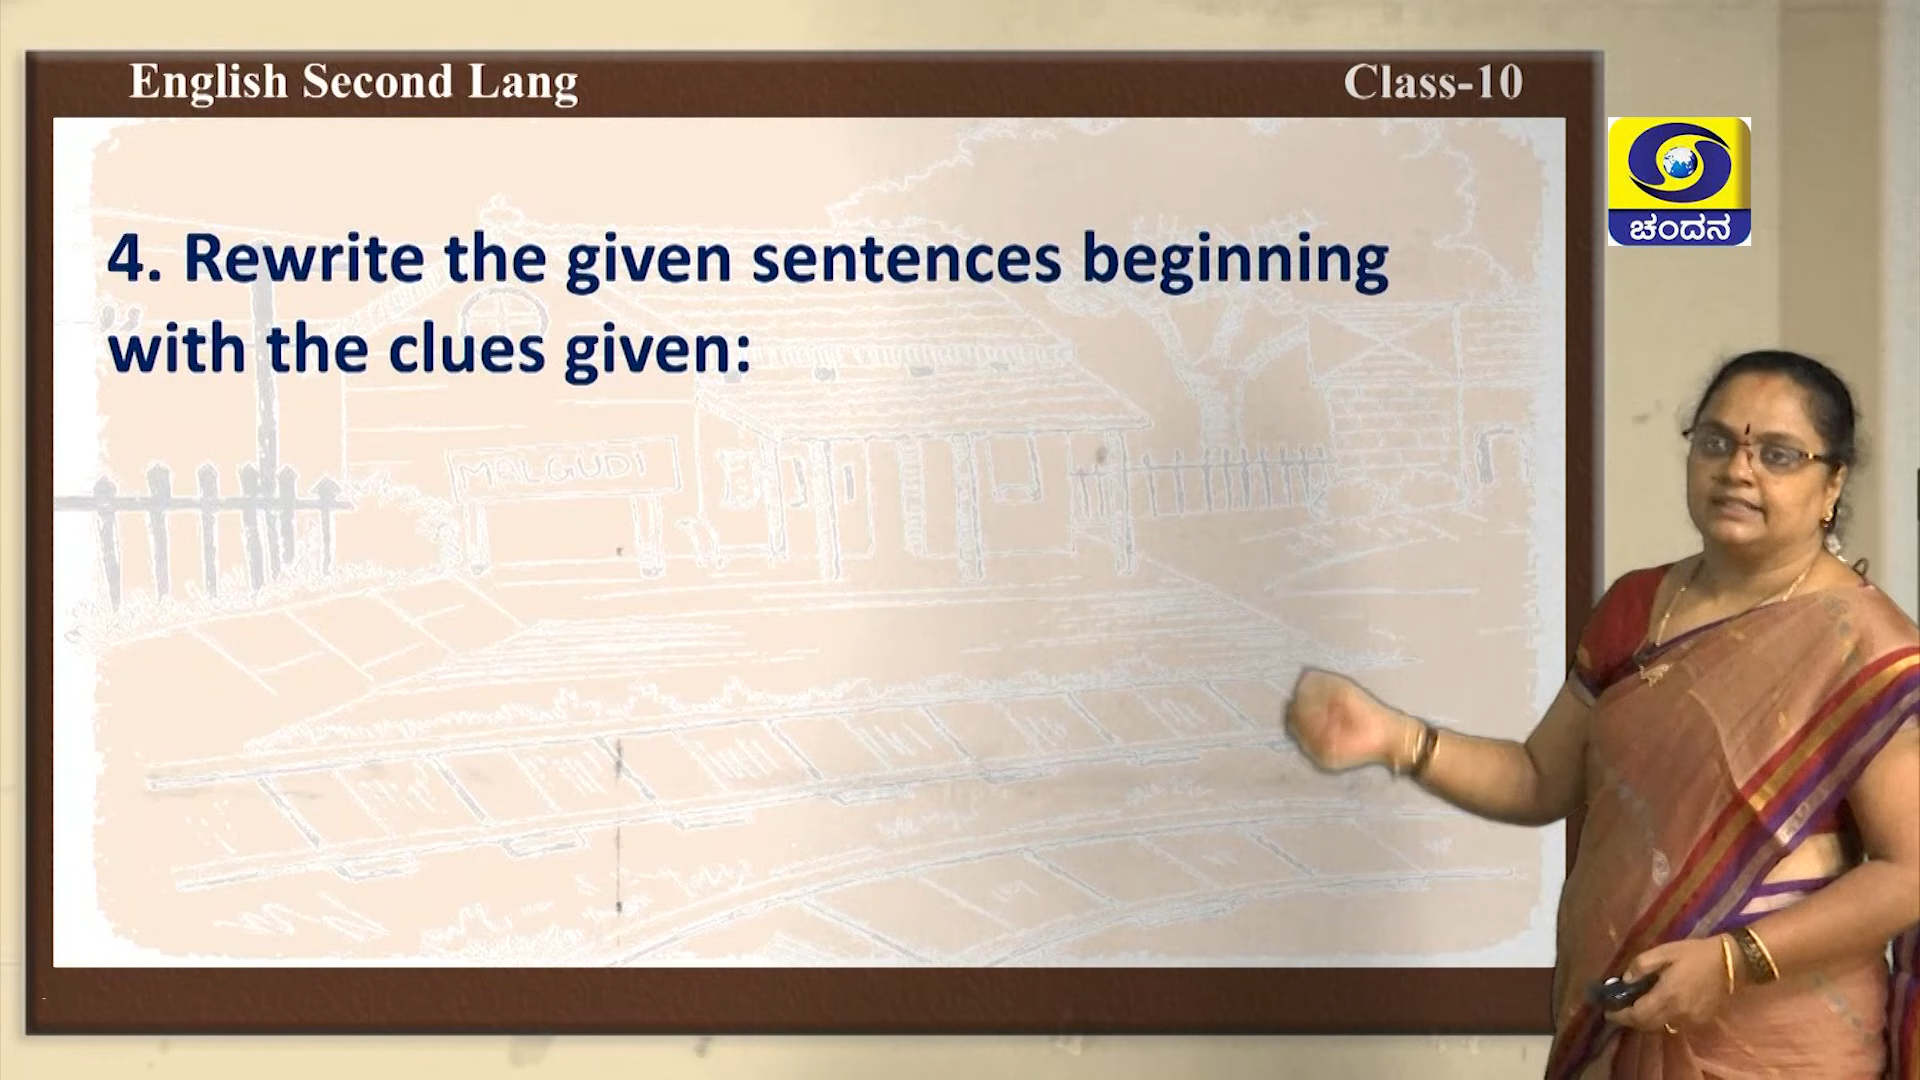 English Second Lang
Class-10
ಚಂದನ
4. Rewrite the given sentences beginning
with the clues given:
MALGUDI